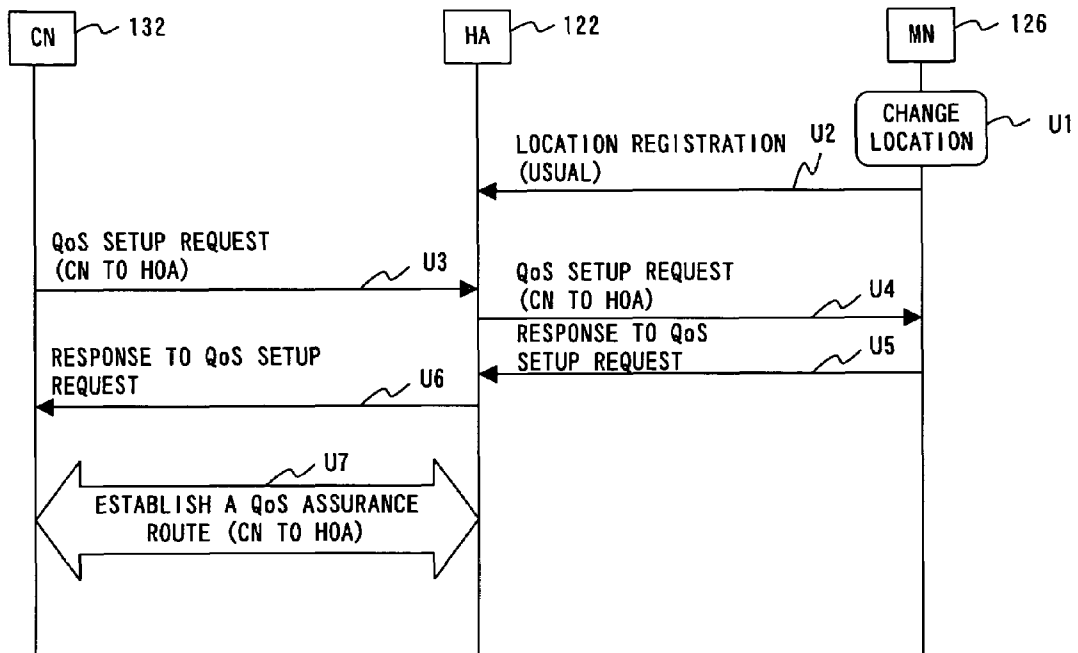 CN
132
HA
122
MN
126
CHANGE
LOCATION
U1
LOCATION REGISTRATION
(USUAL)
U2
QoS SETUP REQUEST
(CN TO HOA)
U3
QoS SETUP REQUEST
(CN TO HOA)
U4
RESPONSE TO QoS
SETUP REQUEST
U5
RESPONSE TO QoS SETUP
REQUEST
U6
U7
ESTABLISH A QoS ASSURANCE
ROUTE (CN TO HOA)